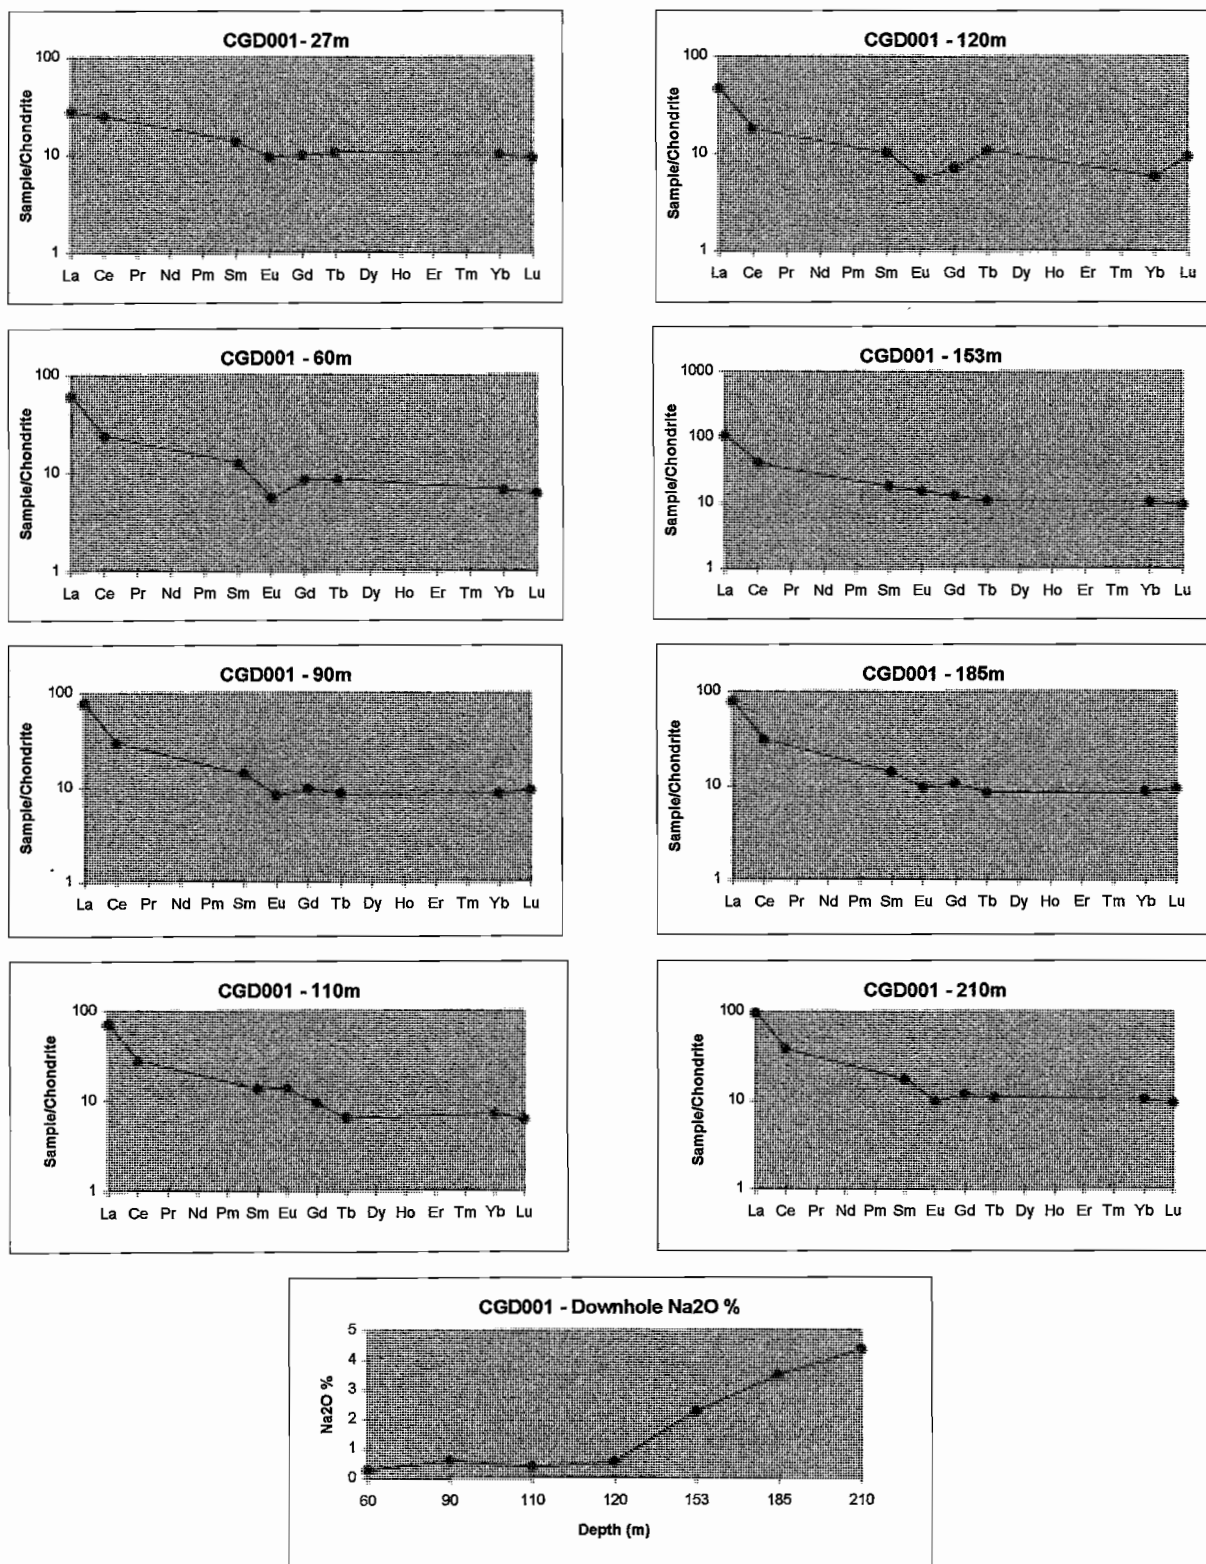 CGD001- 27m
100
10
1
Sample/Chondrite
La Ce Pr Nd Pm Sm Eu Gd Tb Dy Ho Er Tm Yb Lu
CGD001 - 120m
100
10
1
Sample/Chondrite
La Ce Pr Nd Pm Sm Eu Gd Tb Dy Ho Er Tm Yb Lu
CGD001 - 60m
100
10
1
Sample/Chondrite
La Ce Pr Nd Pm Sm Eu Gd Tb Dy Ho Er Tm Yb Lu
CGD001 - 153m
1000
100
10
1
Sample/Chondrite
La Ce Pr Nd Pm Sm Eu Gd Tb Dy Ho Er Tm Yb Lu
CGD001 - 90m
100
10
1
Sample/Chondrite
La Ce Pr Nd Pm Sm Eu Gd Tb Dy Ho Er Tm Yb Lu
CGD001 - 185m
100
10
1
Sample/Chondrite
La Ce Pr Nd Pm Sm Eu Gd Tb Dy Ho Er Tm Yb Lu
CGD001 - 110m
100
10
1
Sample/Chondrite
La Ce Pr Nd Pm Sm Eu Gd Tb Dy Ho Er Tm Yb Lu
CGD001 - 210m
100
10
1
Sample/Chondrite
La Ce Pr Nd Pm Sm Eu Gd Tb Dy Ho Er Tm Yb Lu
CGD001 - Downhole Na2O %
5
4
3
2
1
0
Na2O %
60 90 110 120 153 185 210
Depth (m)